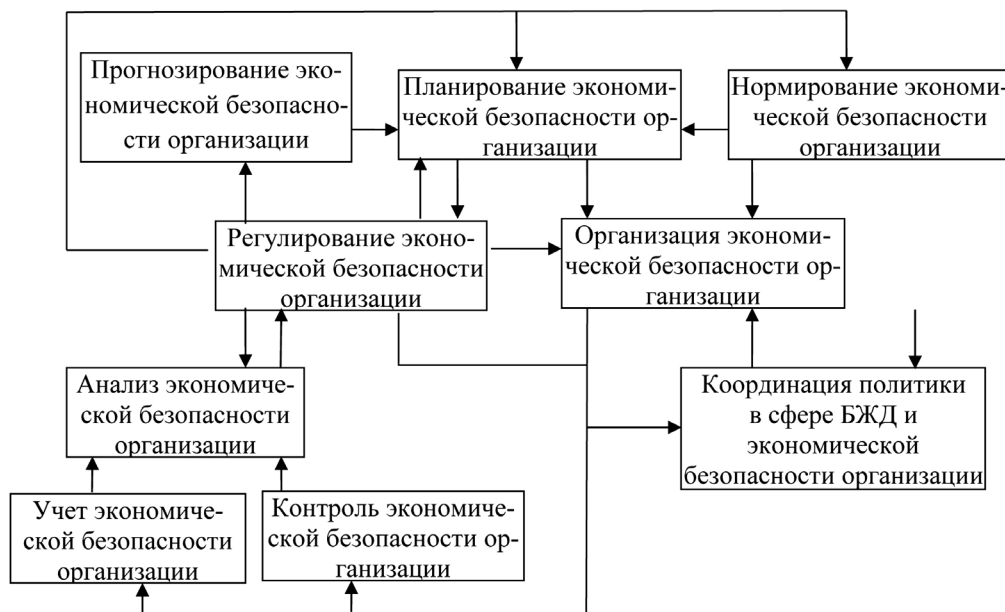 Прогнозирование эко-
номической безопасно-
сти организации
Планирование экономи-
ческой безопасности ор-
ганизации
Нормирование экономи-
ческой безопасности
организации
Регулирование эконо-
мической безопасности
организации
Организация экономи-
ческой безопасности ор-
ганизации
Анализ экономиче-
ской безопасности
организации
Координация политики
в сфере БЖД и
экономической
безопасности организации
Учет экономиче-
ской безопасности
организации
Контроль экономиче-
ской безопасности ор-
ганизации